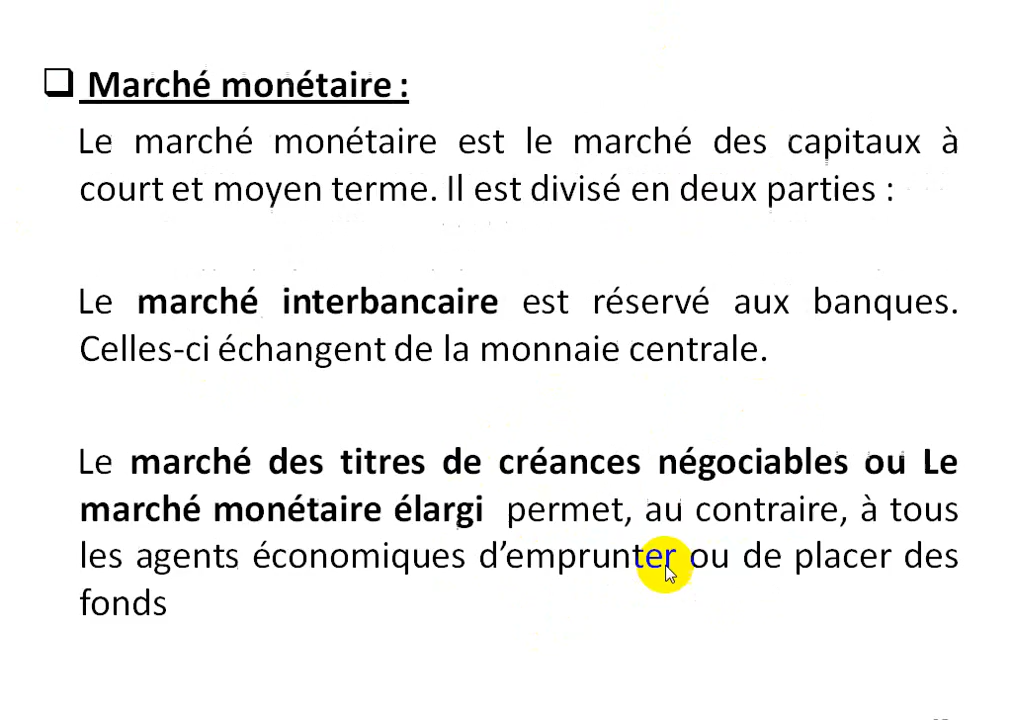 Marché monétaire :
Le marché monétaire est le marché des capitaux à
court et moyen terme. Il est divisé en deux parties :
Le marché interbancaire est réservé aux banques.
Celles-ci échangent de la monnaie centrale.
Le marché des titres de créances négociables ou Le
marché monétaire élargi permet, au contraire, à tous
les agents économiques d’emprunter ou de placer des
fonds